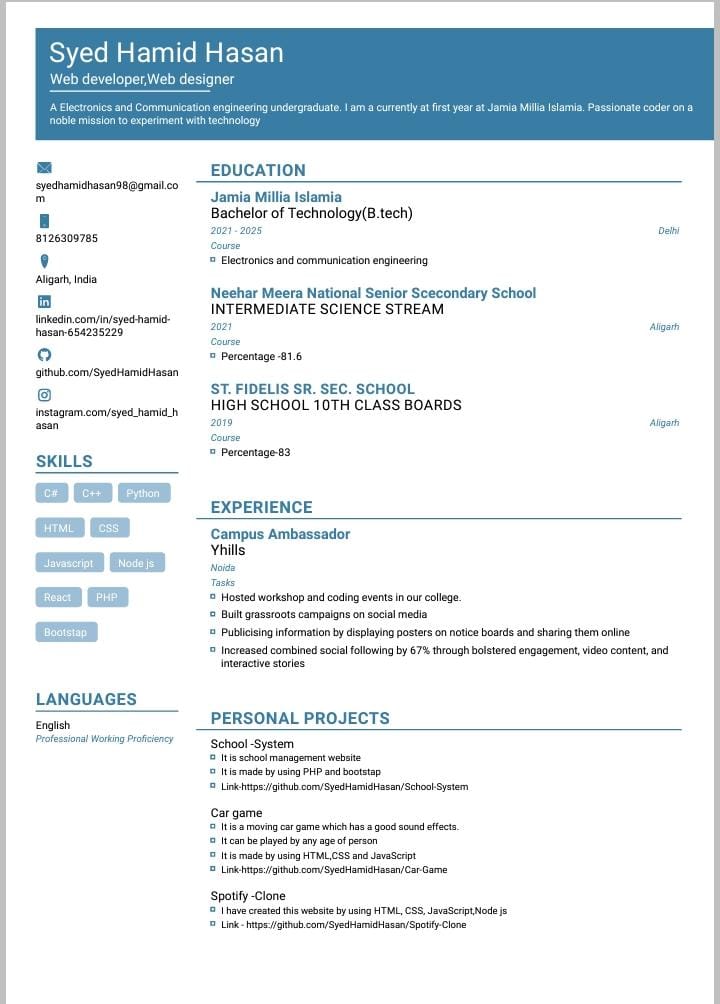 Syed Hamid Hasan
Web developer,Web designer
A Electronics and Communication engineering undergraduate. I am a currently at first year at Jamia Millia Islamia. Passionate coder on a
noble mission to experiment with technology
syedhamidhasan98@gmail.co
m
8126309785
Aligarh, India
linkedin.com/in/syed-hamid-
hasan-654235229
github.com/SyedHamidHasan
instagram.com/syed_hamid_h
asan
SKILLS
C# C++ Python
HTML CSS
Javascript Node js
React PHP
Bootstap
LANGUAGES
English
Professional Working Proficiency
EDUCATION
Jamia Millia Islamia
Bachelor of Technology(B.tech)
2021 - 2025 Delhi
Course
Electronics and communication engineering
Neehar Meera National Senior Scecondary School
INTERMEDIATE SCIENCE STREAM
2021 Aligarh
Course
Percentage -81.6
ST. FIDELIS SR. SEC. SCHOOL
HIGH SCHOOL 10TH CLASS BOARDS
2019 Aligarh
Course
Percentage-83
EXPERIENCE
Campus Ambassador
Yhills
Noida
Tasks
Hosted workshop and coding events in our college.
Built grassroots campaigns on social media
Publicising information by displaying posters on notice boards and sharing them online
Increased combined social following by 67% through bolstered engagement, video content, and
interactive stories
PERSONAL PROJECTS
School -System
It is school management website
It is made by using PHP and bootstap
Link-https://github.com/SyedHamidHasan/School-System
Car game
It is a moving car game which has a good sound effects.
It can be played by any age of person
It is made by using HTML,CSS and JavaScript
Link-https://github.com/SyedHamidHasan/Car-Game
Spotify -Clone
I have created this website by using HTML, CSS, JavaScript,Node js
Link - https://github.com/SyedHamidHasan/Spotify-Clone